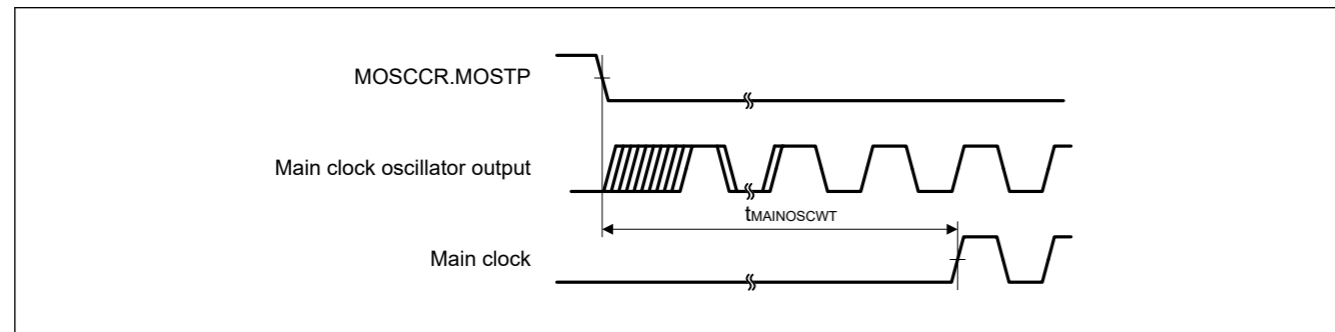 MOSCCR.MOSTP
Main clock oscillator output
tMAINOSCWT
Main clock